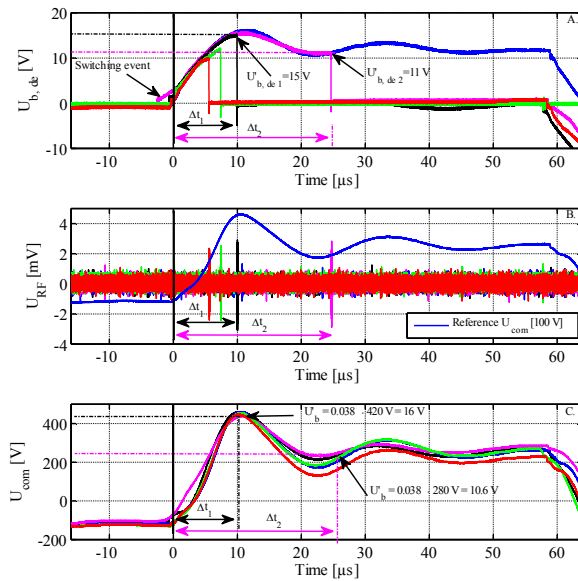 A.
20
10
0
10
U_b, de [V]
Switching event
U'_b, de 1 =15 V
U'_b, de 2 =11 V
Δt_1
Δt_2
-10 0 10 20 30 40 50 60
Time [µs]
B.
4
2
0
-2
-4
U_RF [mV]
Δt_1
Δt_2
Reference U_com [100 V]
-10 0 10 20 30 40 50 60
Time [µs]
C.
400
200
0
-200
U_com [V]
U'_b = 0.038 · 420 V = 16 V
U'_b = 0.038 · 280 V = 10.6 V
Δt_1
Δt_2
-10 0 10 20 30 40 50 60
Time [µs]